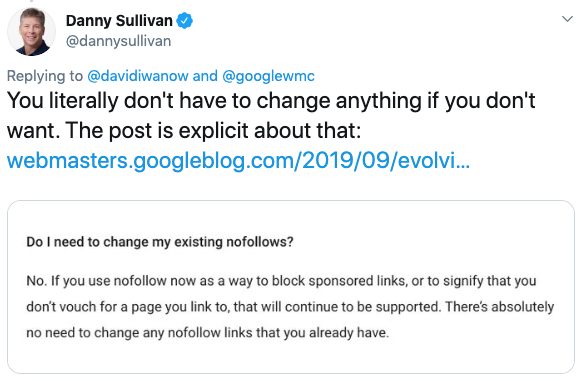 Danny Sullivan
@dannysullivan
Replying to @davidiwanow and @googlewmc
You literally don't have to change anything if you don't
want. The post is explicit about that:
webmasters.googleblog.com/2019/09/evolvi...
Do I need to change my existing nofollows?
No. If you use nofollow now as a way to block sponsored links, or to signify that you
don't vouch for a page you link to, that will continue to be supported. There's absolutely
no need to change any nofollow links that you already have.